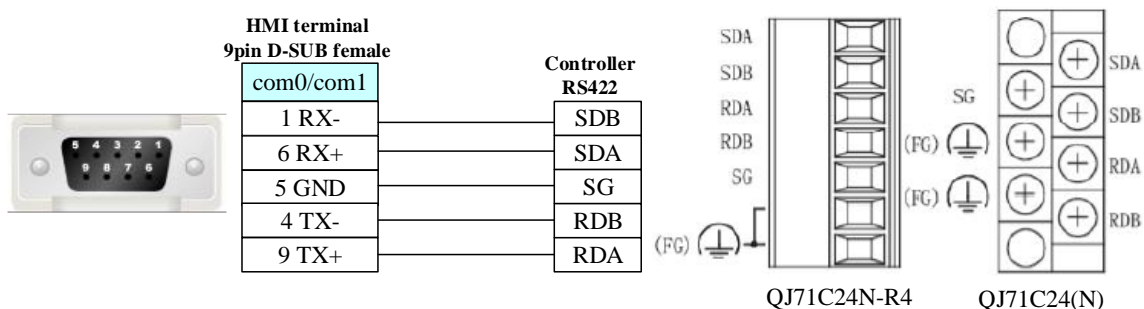 HMI terminal
9pin D-SUB female
com0/com1
1 RX-
6 RX+
5 GND
4 TX-
9 TX+
Controller
RS422
SDB
SDA
SG
RDB
RDA
5 4 3 2 1
9 8 7 6
SDA
SDB
RDA
RDB
SG
(FG)
QJ71C24N-R4
SG
(FG)
(FG)
SDA
SDB
RDA
RDB
QJ71C24(N)